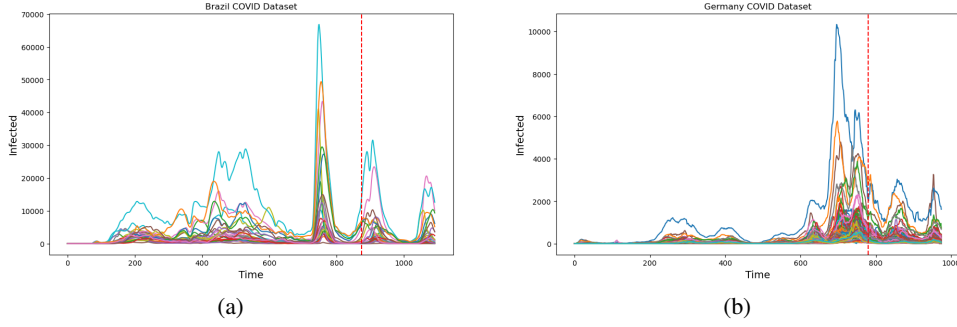 Brazil COVID Dataset
70000
60000
50000
40000
30000
20000
10000
0
Infected
0 200 400 600 800 1000
Time
(a)
Germany COVID Dataset
10000
8000
6000
4000
2000
0
Infected
0 200 400 600 800 1000
Time
(b)